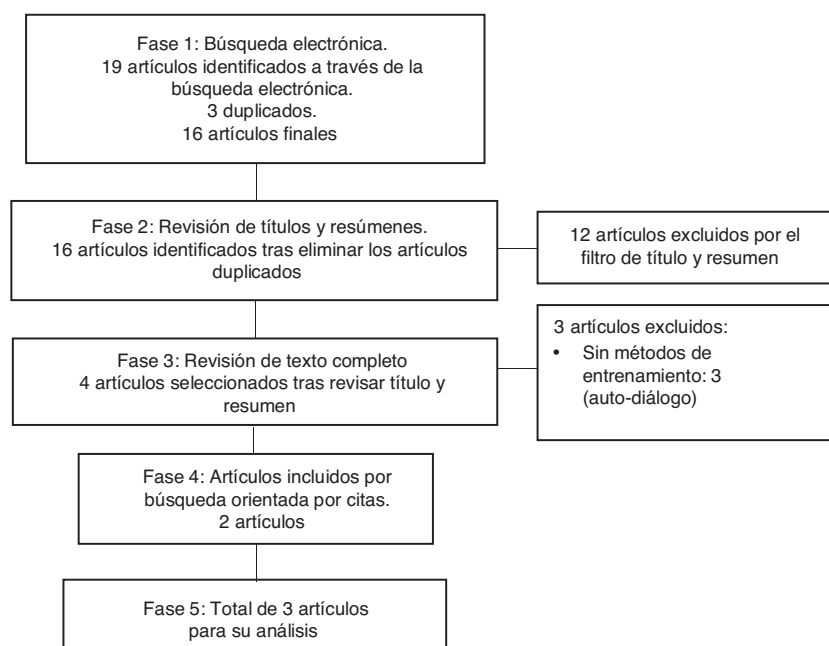 Fase 1: Búsqueda electrónica.
19 artículos identificados a través de la
búsqueda electrónica.
3 duplicados.
16 artículos finales
Fase 2: Revisión de títulos y resúmenes.
16 artículos identificados tras eliminar los artículos
duplicados
12 artículos excluidos por el
filtro de título y resumen
Fase 3: Revisión de texto completo
4 artículos seleccionados tras revisar título y
resumen
3 artículos excluidos:
• Sin métodos de
entrenamiento: 3
(auto-diálogo)
Fase 4: Artículos incluidos por
búsqueda orientada por citas.
2 artículos
Fase 5: Total de 3 artículos
para su análisis